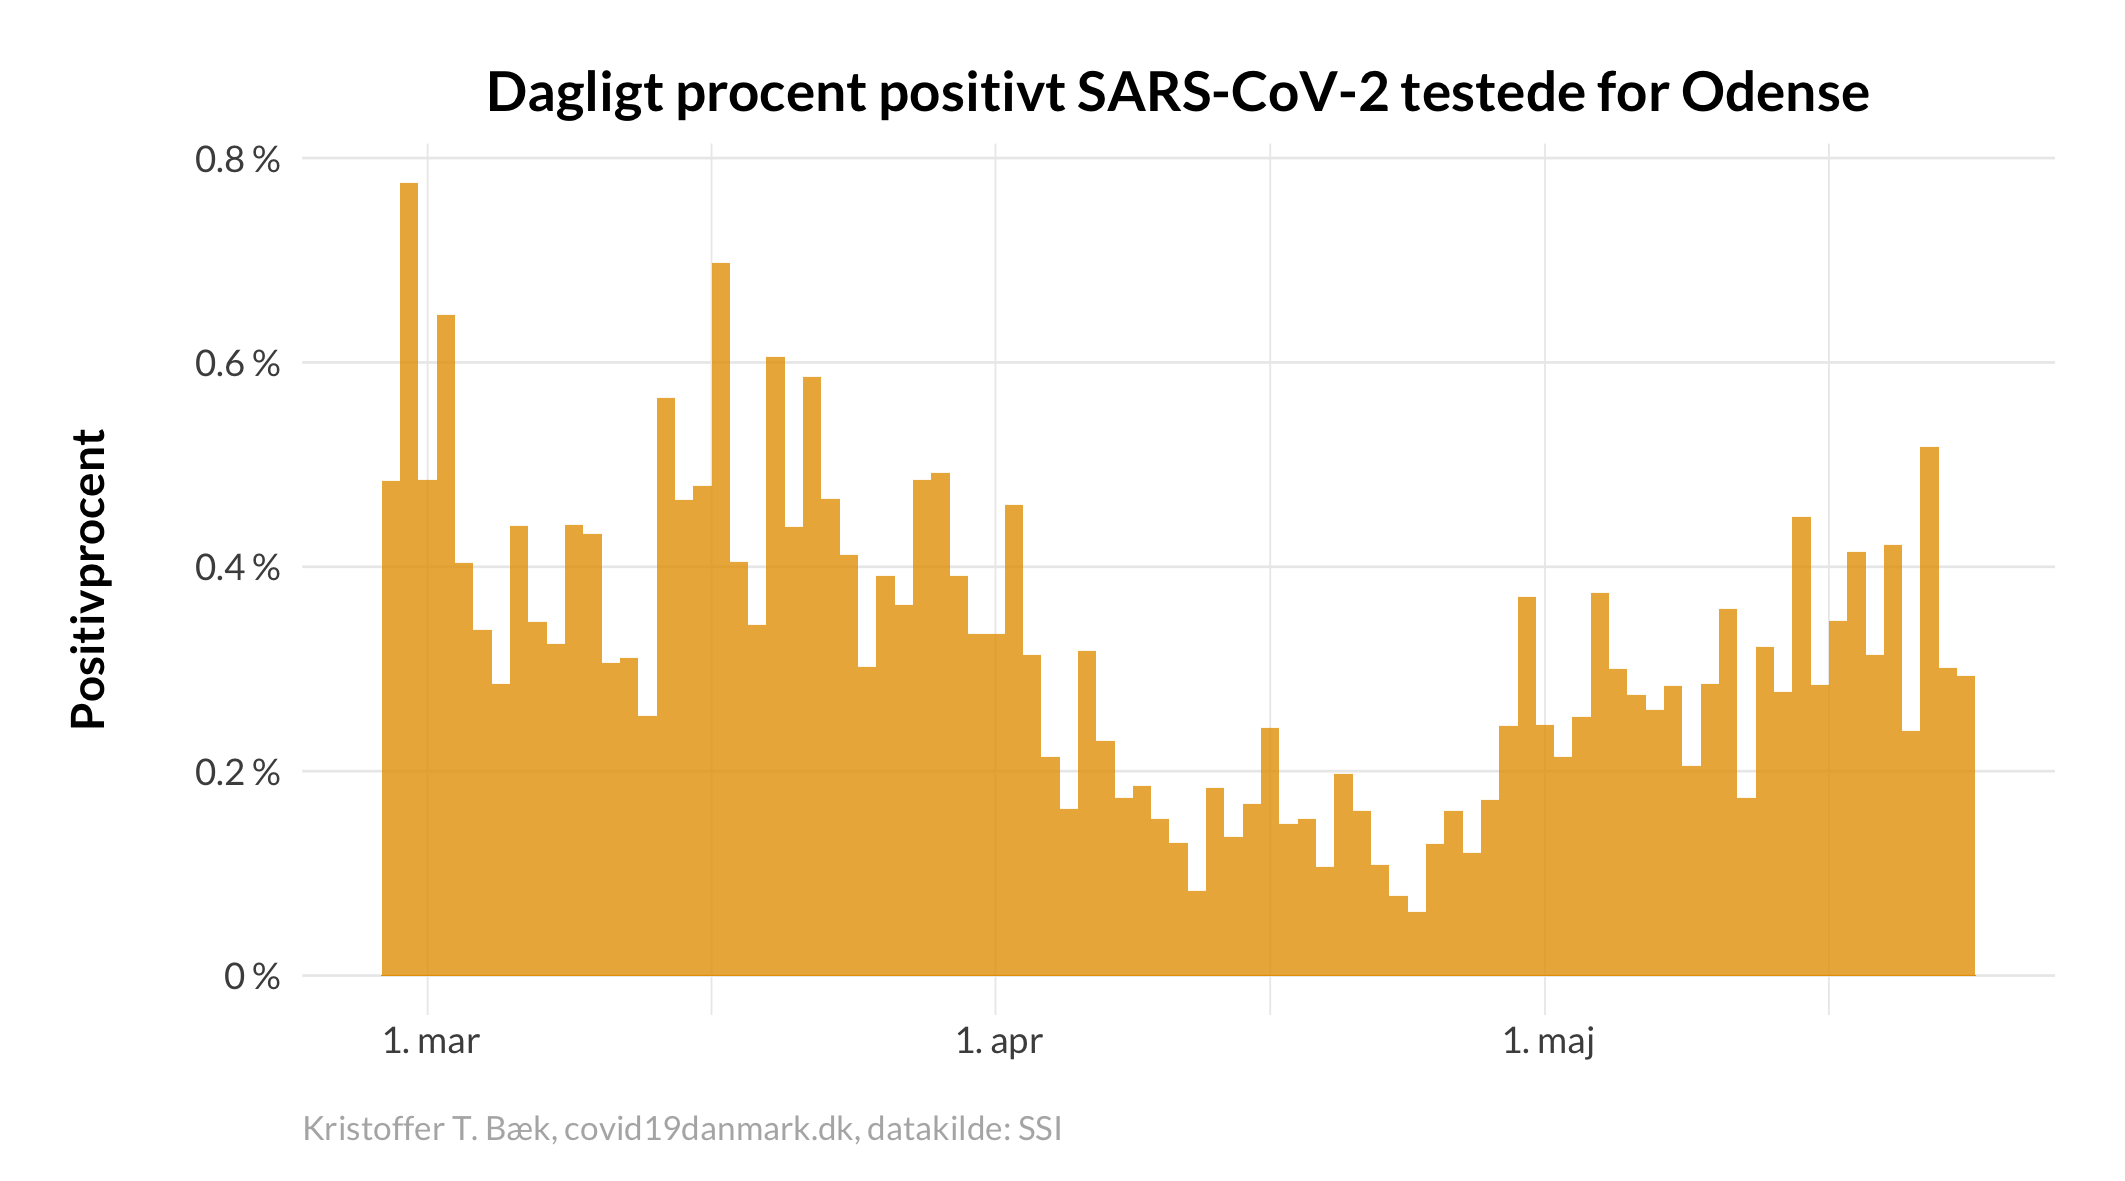 Dagligt procent positivt SARS-CoV-2 testede for Odense
Positivprocent
0.8 %
0.6 %
0.4 %
0.2 %
0 %
1. mar
1. apr
1. maj
Kristoffer T. Bæk, covid19danmark.dk, datakilde: SSI